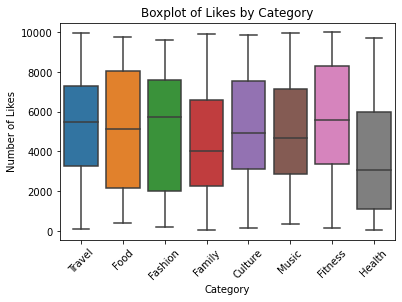 Boxplot of Likes by Category
Number of Likes
10000
8000
6000
4000
2000
0
Travel
Food
Fashion
Family
Culture
Music
Fitness
Health
Category